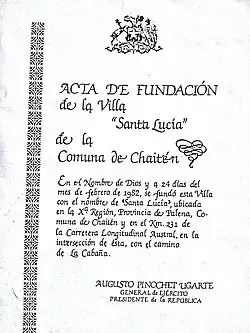 ACTA DE FUNDACIÓN
de la Villa
"Santa Lucía"
de la
Comuna de Chaitén
En el Nombre de Dios y a 24 días del
mes de febrero de 1982, se fundó esta Villa
con el nombre de "Santa Lucía", ubicada
en la Xª Región, Provincia de Palena, Co-
muna de Chaitén y en el Km. 231 de
la Carretera Longitudinal Austral, en la
intersección de ésta, con el camino
de La Cabaña.
AUGUSTO PINOCHET UGARTE
GENERAL de EJÉRCITO
PRESIDENTE de la REPÚBLICA